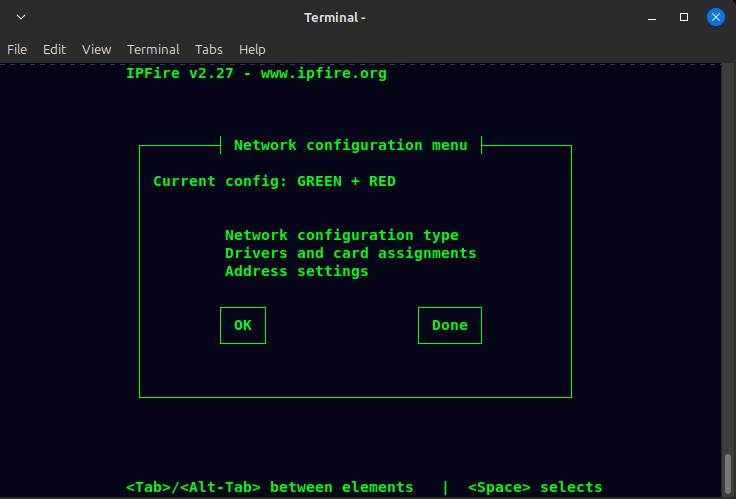 Terminal -
File Edit View Terminal Tabs Help
IPFire v2.27 - www.ipfire.org
Network configuration menu
Current config: GREEN + RED
Network configuration type
Drivers and card assignments
Address settings
OK Done
<Tab>/<Alt-Tab> between elements | <Space> selects